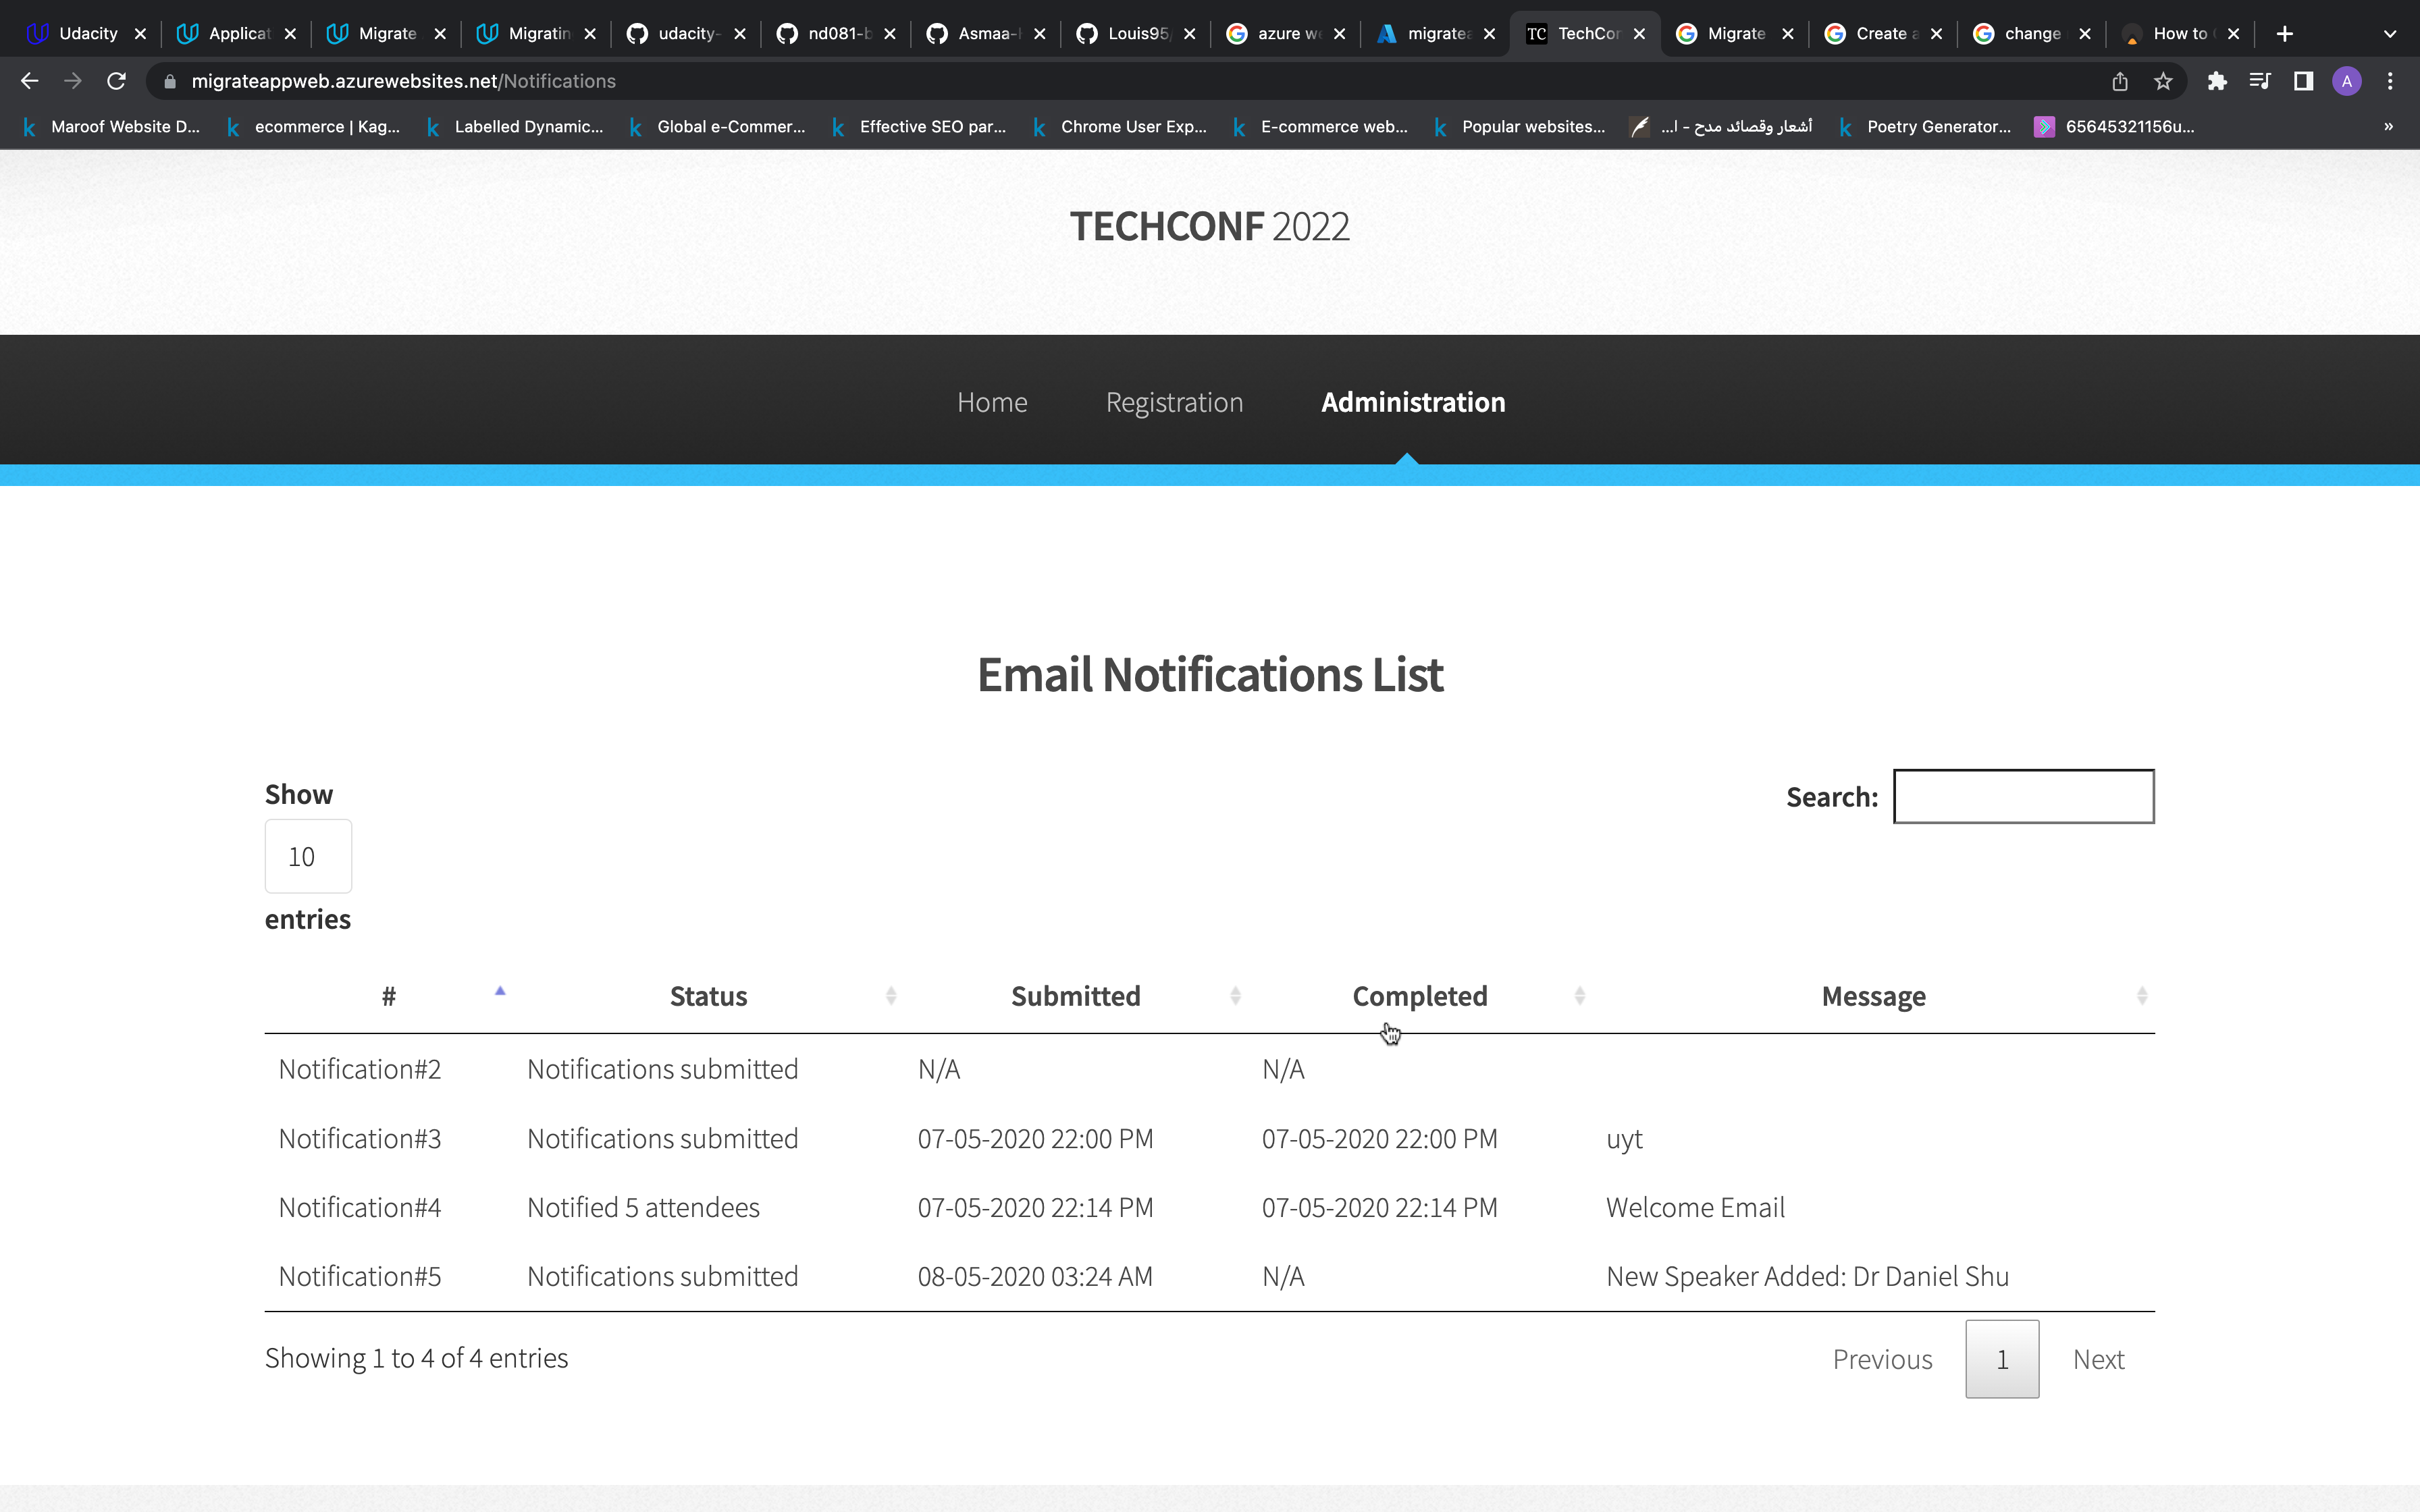 Udacity Applicat Migrate Migratin udacity- nd081-b Asmaa- Louis95/ azure w migratea TechCor Migrate Create a change How to
migrateappweb.azurewebsites.net/Notifications A
Maroof Website D... ecommerce | Kag... Labelled Dynamic... Global e-Commer... Effective SEO par... Chrome User Exp... E-commerce web... Popular websites... أشعار وقصائد مدح - ا... Poetry Generator... 65645321156u... »
TECHCONF 2022
Home Registration Administration
Email Notifications List
Show
10
entries
Search:
# Status Submitted Completed Message
Notification#2 Notifications submitted N/A N/A
Notification#3 Notifications submitted 07-05-2020 22:00 PM 07-05-2020 22:00 PM uyt
Notification#4 Notified 5 attendees 07-05-2020 22:14 PM 07-05-2020 22:14 PM Welcome Email
Notification#5 Notifications submitted 08-05-2020 03:24 AM N/A New Speaker Added: Dr Daniel Shu
Showing 1 to 4 of 4 entries
Previous 1 Next